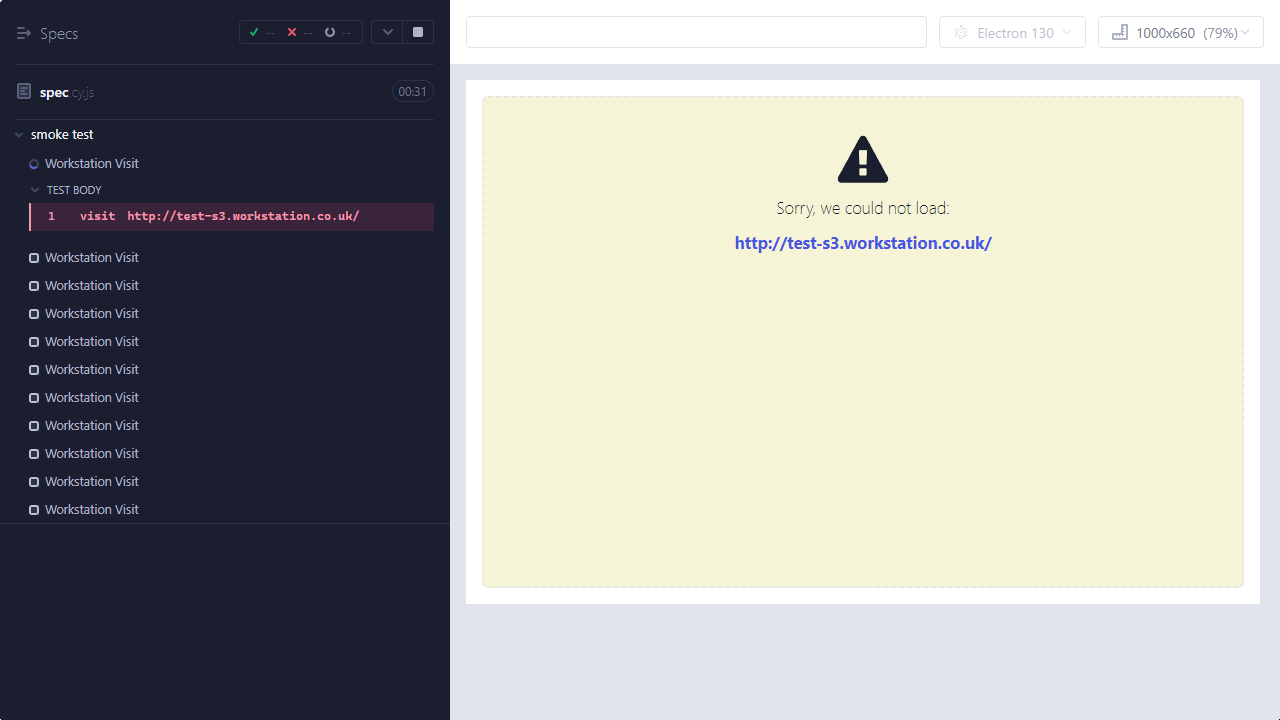 Specs -- -- --
spec.cy.js 00:31
smoke test
Workstation Visit
TEST BODY
1 visit http://test-s3.workstation.co.uk/
Workstation Visit
Workstation Visit
Workstation Visit
Workstation Visit
Workstation Visit
Workstation Visit
Workstation Visit
Workstation Visit
Workstation Visit
Workstation Visit
Electron 130 1000x660 (79%)
Sorry, we could not load:
http://test-s3.workstation.co.uk/